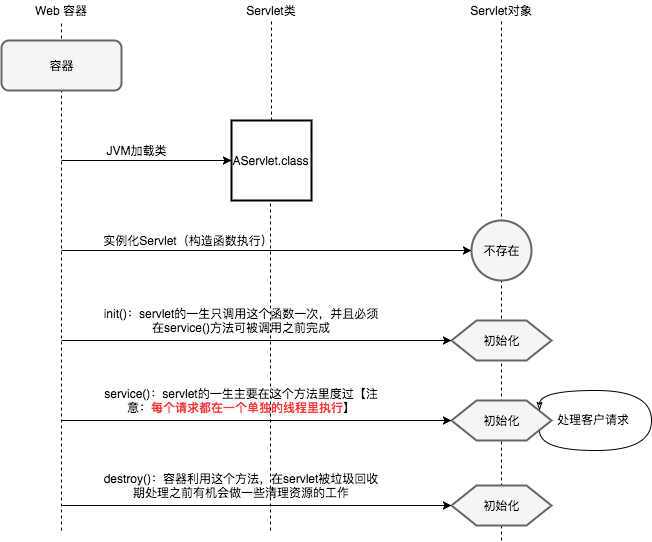 Web 容器
Servlet类
Servlet对象
容器
JVM加载类
AServlet.class
实例化Servlet（构造函数执行）
不存在
init()：servlet的一生只调用这个函数一次，并且必须
在service()方法可被调用之前完成
初始化
service()：servlet的一生主要在这个方法里度过【注
意：每个请求都在一个单独的线程里执行】
初始化
处理客户请求
destroy()：容器利用这个方法，在servlet被垃圾回收
期处理之前有机会做一些清理资源的工作
初始化